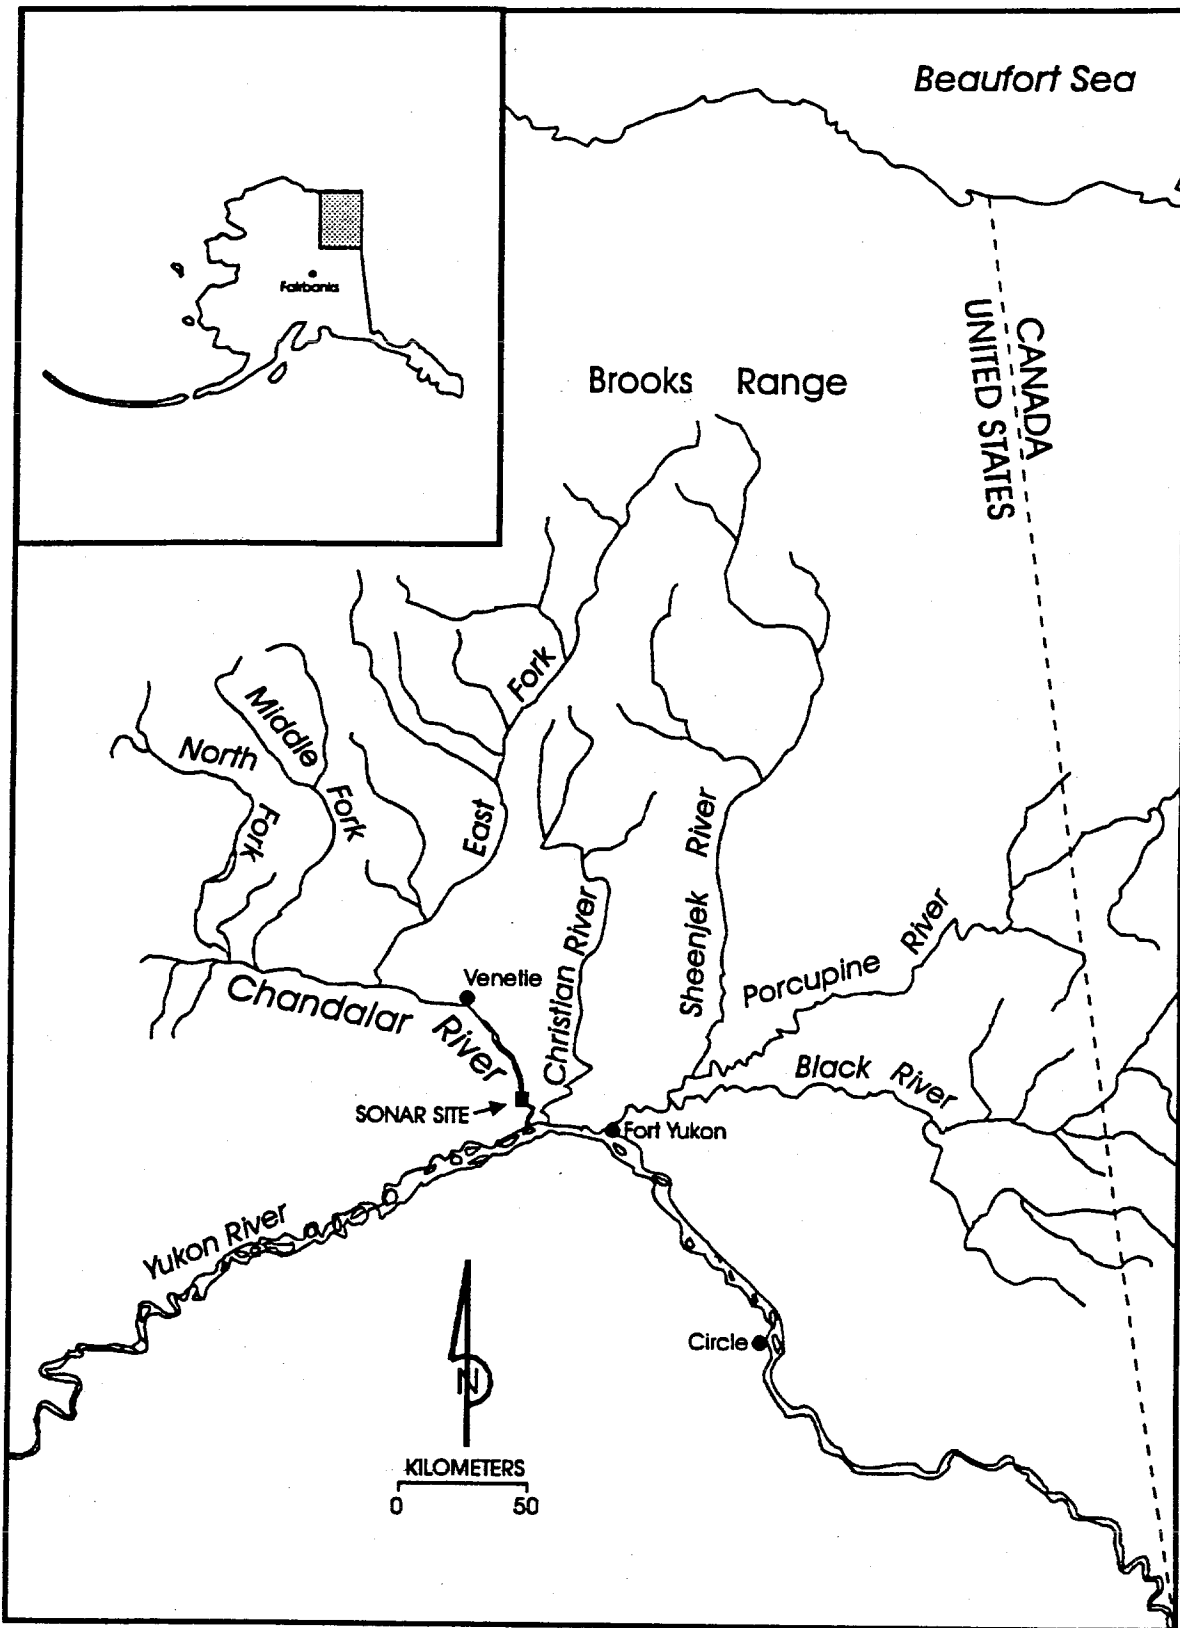 Beaufort Sea
Fairbanks
CANADA
UNITED STATES
Brooks Range
Fork
Middle
North
Fork
Fork
East
Sheenjek River
Christian River
Porcupine River
Venetie
Chandalar River
Black River
SONAR SITE
Fort Yukon
Yukon River
Circle
N
KILOMETERS
0 50